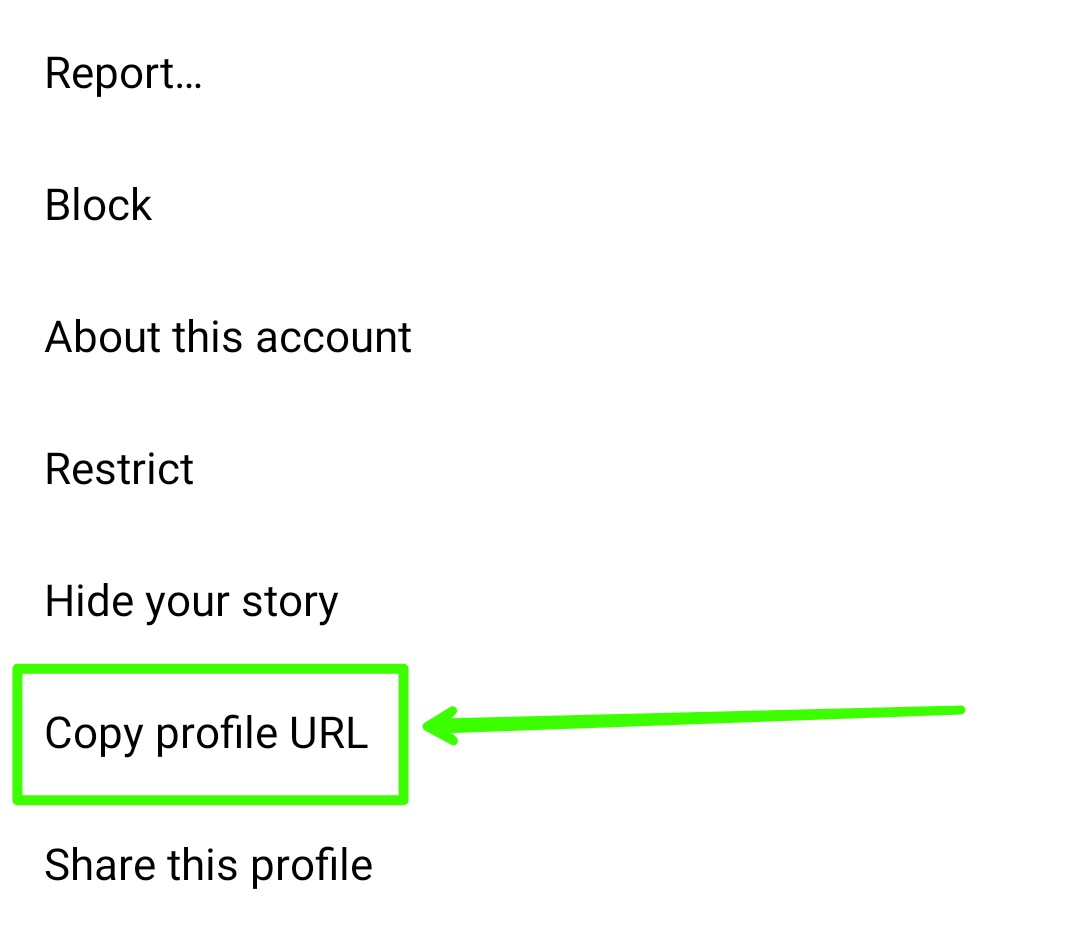 Report…
Block
About this account
Restrict
Hide your story
Copy profile URL
Share this profile